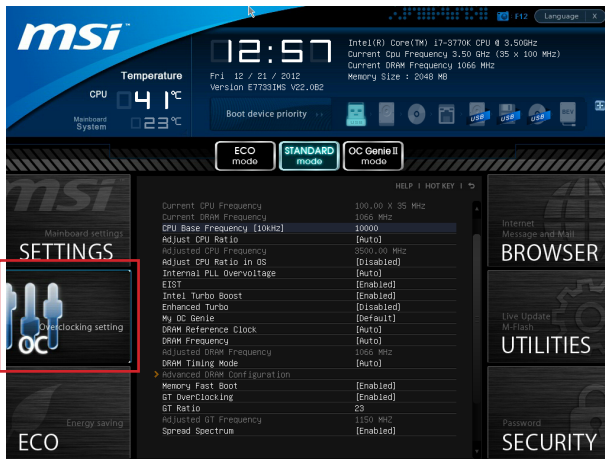 msi™
F12
Language | X
12:57
Temperature
CPU 41°C
Mainboard
System 23°C
Fri 12 / 21 / 2012
Version E7733IMS V22.0B2
Intel(R) Core(TM) i7-3770K CPU @ 3.50GHz
Current Cpu Frequency 3.50 GHz (35 x 100 MHz)
Current DRAM Frequency 1066 MHz
Memory Size : 2048 MB
Boot device priority
USB
USB
USB
BEV
ECO
mode
STANDARD
mode
OC Genie II
mode
HELP | HOT KEY |
msi
Mainboard settings
SETTINGS
Overclocking setting
OC
Energy saving
ECO
Current CPU Frequency 100.00 X 35 MHz
Current DRAM Frequency 1066 MHz
CPU Base Frequency [10kHz] 10000
Adjust CPU Ratio [Auto]
Adjusted CPU Frequency 3500.00 MHz
Adjust CPU Ratio in OS [Disabled]
Internal PLL Overvoltage [Auto]
EIST [Enabled]
Intel Turbo Boost [Enabled]
Enhanced Turbo [Disabled]
My OC Genie [Default]
DRAM Reference Clock [Auto]
DRAM Frequency [Auto]
Adjusted DRAM Frequency 1066 MHz
DRAM Timing Mode [Auto]
> Advanced DRAM Configuration
Memory Fast Boot [Enabled]
GT OverClocking [Enabled]
GT Ratio 23
Adjusted GT Frequency 1150 MHZ
Spread Spectrum [Enabled]
Internet
Message and Mail
BROWSER
Live Update
M-Flash
UTILITIES
Password
SECURITY